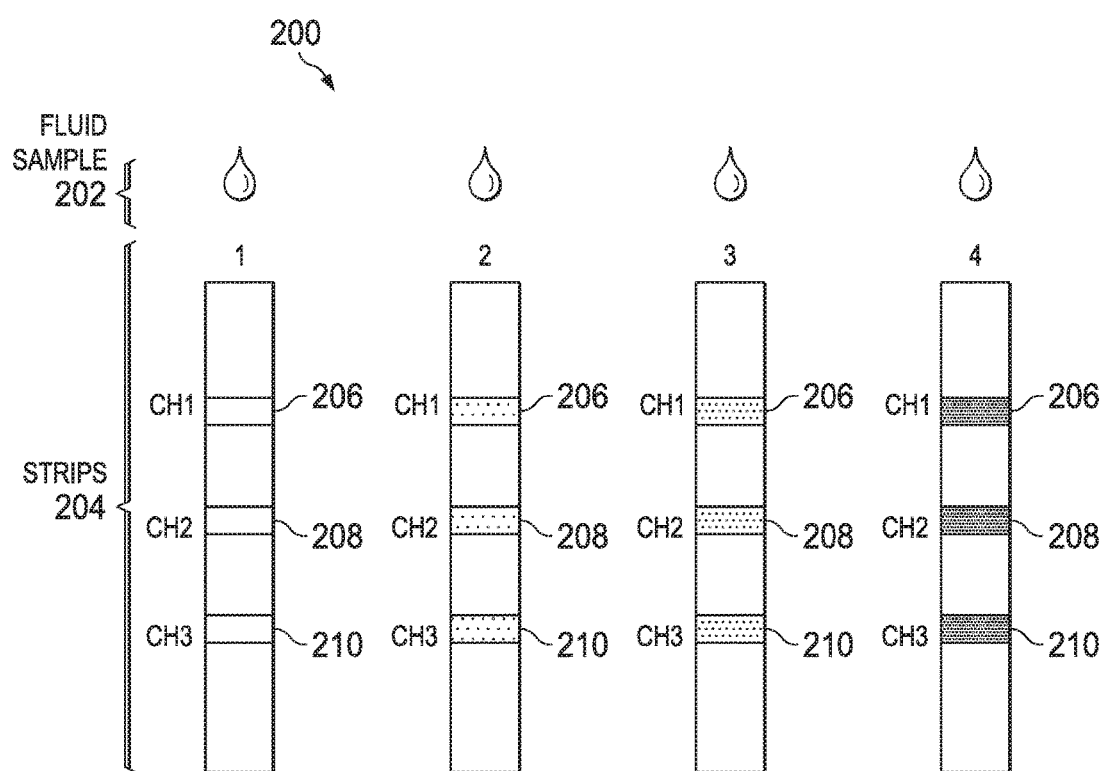 200
FLUID
SAMPLE
202
1 2 3 4
CH1 206 CH1 206 CH1 206 CH1 206
STRIPS
204
CH2 208 CH2 208 CH2 208 CH2 208
CH3 210 CH3 210 CH3 210 CH3 210